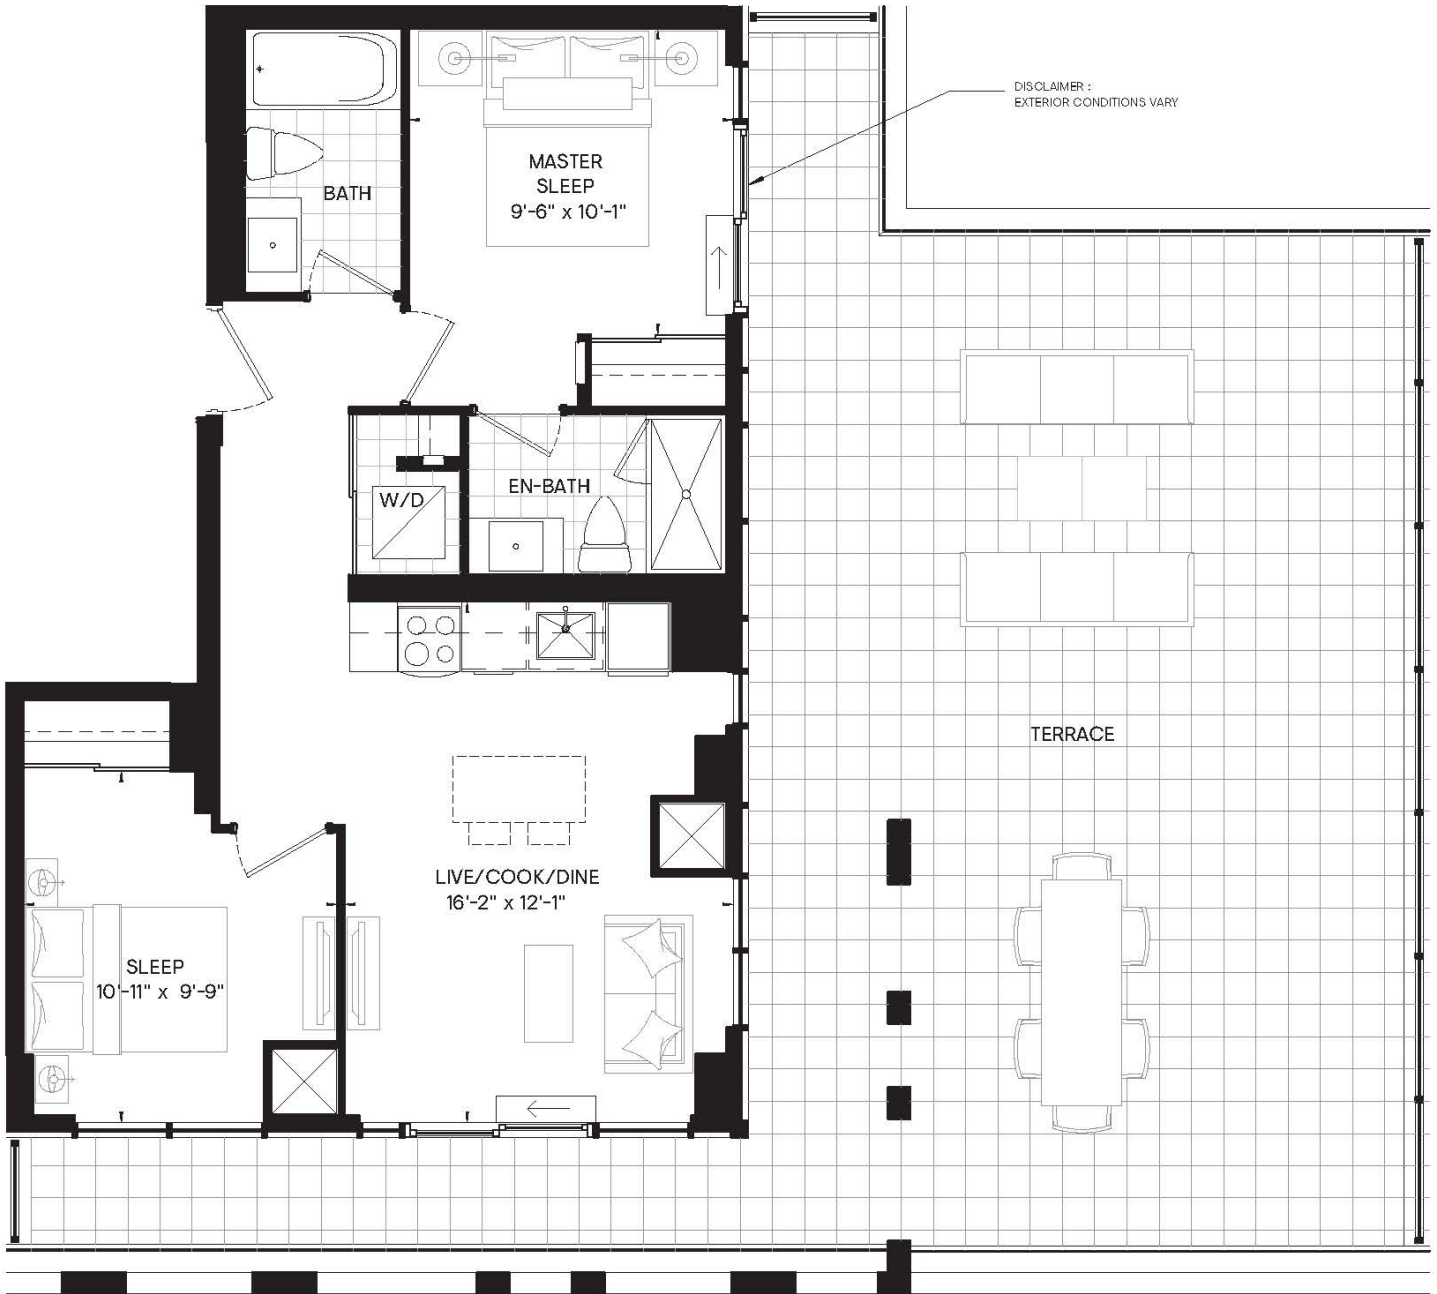 DISCLAIMER :
EXTERIOR CONDITIONS VARY
MASTER
SLEEP
9'-6" x 10'-1"
BATH
W/D
EN-BATH
TERRACE
LIVE/COOK/DINE
16'-2" x 12'-1"
SLEEP
10'-11" x 9'-9"